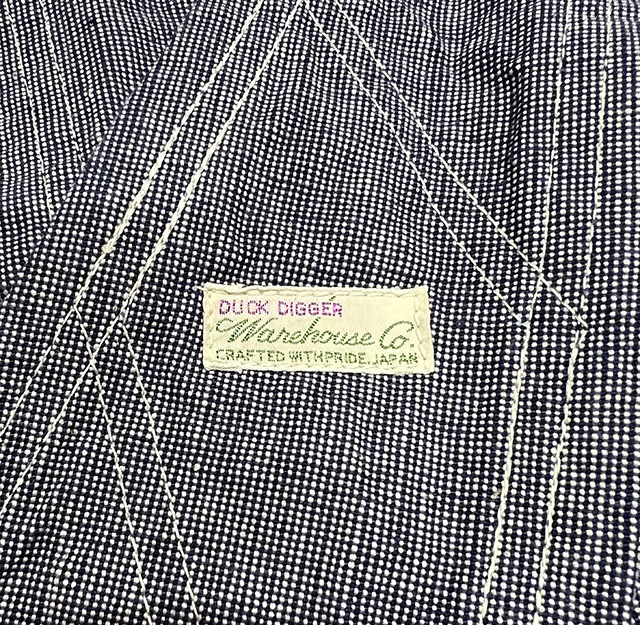 DUCK DIGGER
Warehouse Co.
CRAFTED WITH PRIDE, JAPAN